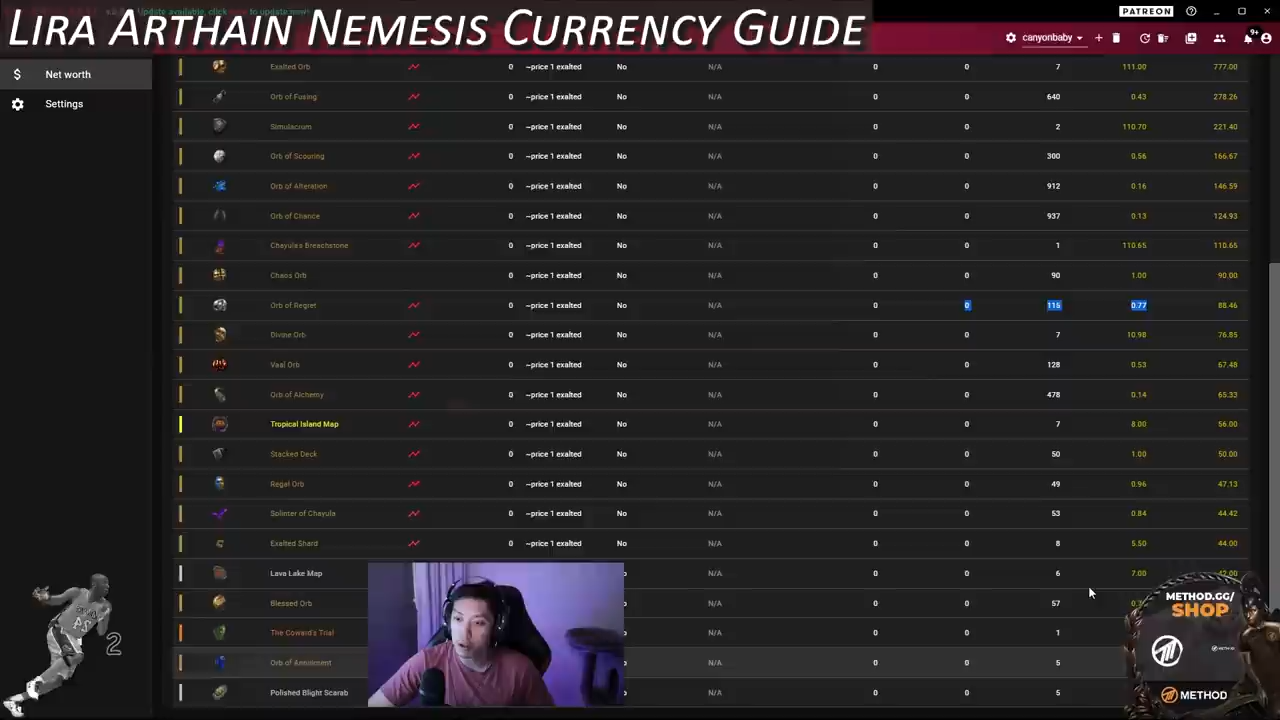 Update available, click here to update now!
LIRA ARTHAIN NEMESIS CURRENCY GUIDE
PATREON
canyonbaby
9+
$ Net worth
Settings
Exalted Orb 0 ~price 1 exalted No N/A 0 0 7 111.00 777.00
Orb of Fusing 0 ~price 1 exalted No N/A 0 0 640 0.43 278.26
Simulacrum 0 ~price 1 exalted No N/A 0 0 2 110.70 221.40
Orb of Scouring 0 ~price 1 exalted No N/A 0 0 300 0.56 166.67
Orb of Alteration 0 ~price 1 exalted No N/A 0 0 912 0.16 146.59
Orb of Chance 0 ~price 1 exalted No N/A 0 0 937 0.13 124.93
Chayula's Breachstone 0 ~price 1 exalted No N/A 0 0 1 110.65 110.65
Chaos Orb 0 ~price 1 exalted No N/A 0 0 90 1.00 90.00
Orb of Regret 0 ~price 1 exalted No N/A 0 0 115 0.77 88.46
Divine Orb 0 ~price 1 exalted No N/A 0 0 7 10.98 76.85
Vaal Orb 0 ~price 1 exalted No N/A 0 0 128 0.53 67.48
Orb of Alchemy 0 ~price 1 exalted No N/A 0 0 478 0.14 65.33
Tropical Island Map 0 ~price 1 exalted No N/A 0 0 7 8.00 56.00
Stacked Deck 0 ~price 1 exalted No N/A 0 0 50 1.00 50.00
Regal Orb 0 ~price 1 exalted No N/A 0 0 49 0.96 47.13
Splinter of Chayula 0 ~price 1 exalted No N/A 0 0 53 0.84 44.42
Exalted Shard 0 ~price 1 exalted No N/A 0 0 8 5.50 44.00
Lava Lake Map N/A 0 0 6 7.00 42.00
Blessed Orb N/A 0 0 57
The Coward's Trial N/A 0 0 1
Orb of Annulment N/A 0 0 5
Polished Blight Scarab N/A 0 0 5
2
METHOD.GG/
SHOP
METHOD